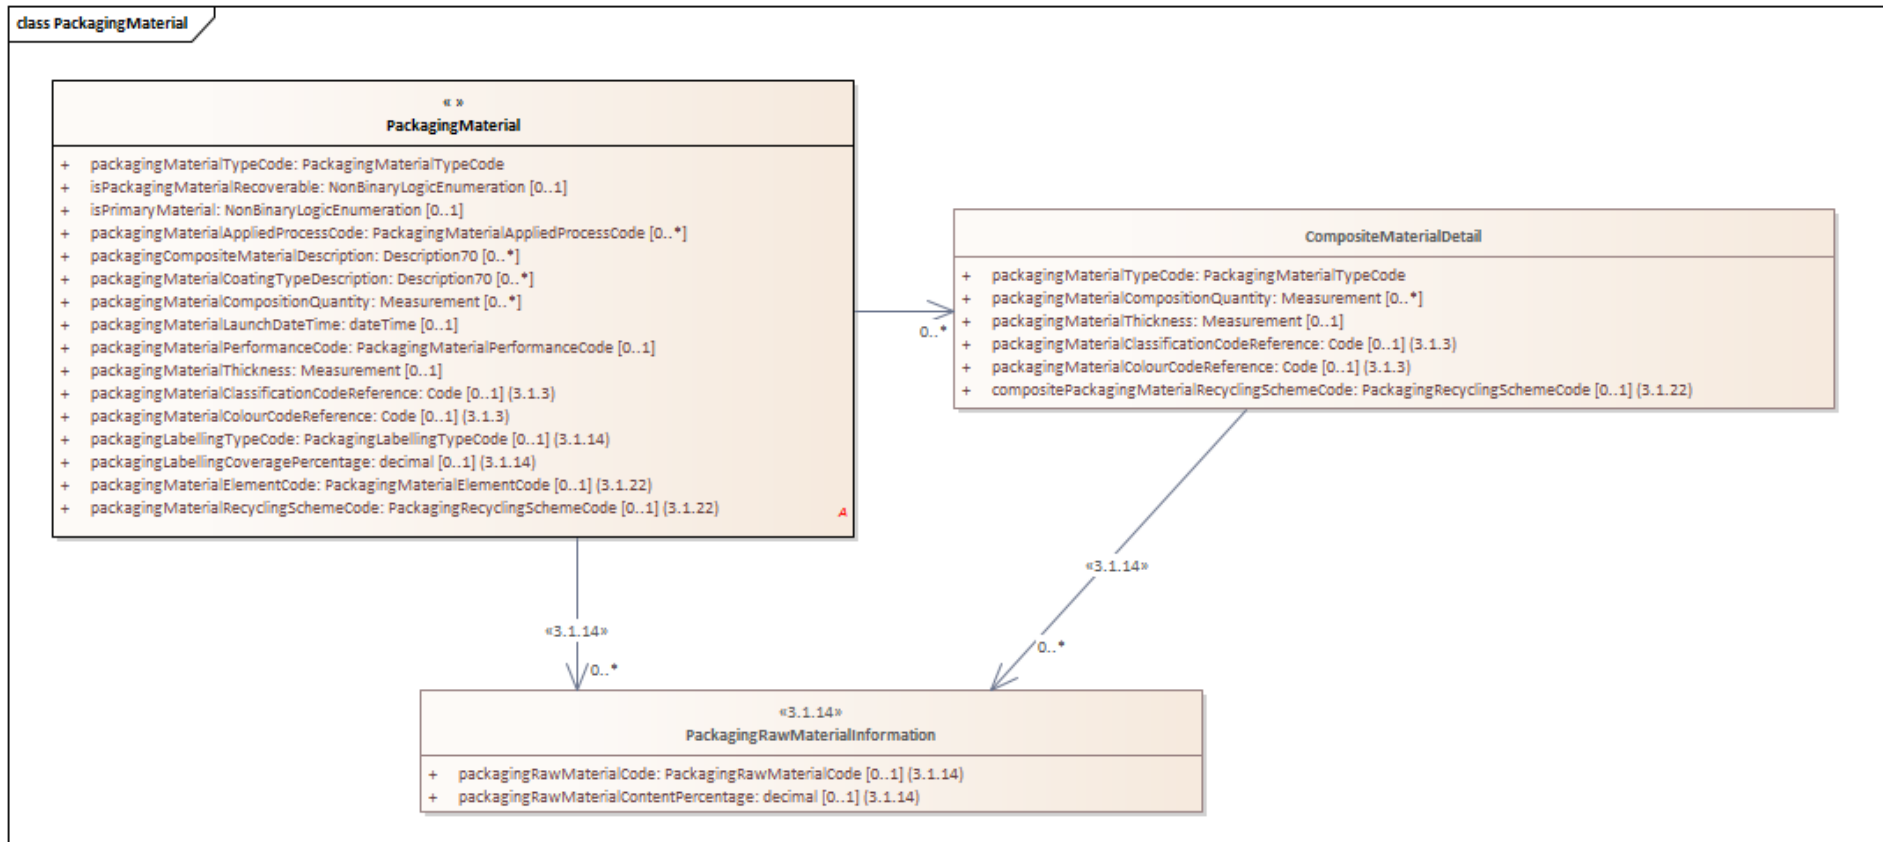 class PackagingMaterial
« »
PackagingMaterial
+ packagingMaterialTypeCode: PackagingMaterialTypeCode
+ isPackagingMaterialRecoverable: NonBinaryLogicEnumeration [0..1]
+ isPrimaryMaterial: NonBinaryLogicEnumeration [0..1]
+ packagingMaterialAppliedProcessCode: PackagingMaterialAppliedProcessCode [0..*]
+ packagingCompositeMaterialDescription: Description70 [0..*]
+ packagingMaterialCoatingTypeDescription: Description70 [0..*]
+ packagingMaterialCompositionQuantity: Measurement [0..*]
+ packagingMaterialLaunchDateTime: dateTime [0..1]
+ packagingMaterialPerformanceCode: PackagingMaterialPerformanceCode [0..1]
+ packagingMaterialThickness: Measurement [0..1]
+ packagingMaterialClassificationCodeReference: Code [0..1] (3.1.3)
+ packagingMaterialColourCodeReference: Code [0..1] (3.1.3)
+ packagingLabellingTypeCode: PackagingLabellingTypeCode [0..1] (3.1.14)
+ packagingLabellingCoveragePercentage: decimal [0..1] (3.1.14)
+ packagingMaterialElementCode: PackagingMaterialElementCode [0..1] (3.1.22)
+ packagingMaterialRecyclingSchemeCode: PackagingRecyclingSchemeCode [0..1] (3.1.22)
A
0..*
CompositeMaterialDetail
+ packagingMaterialTypeCode: PackagingMaterialTypeCode
+ packagingMaterialCompositionQuantity: Measurement [0..*]
+ packagingMaterialThickness: Measurement [0..1]
+ packagingMaterialClassificationCodeReference: Code [0..1] (3.1.3)
+ packagingMaterialColourCodeReference: Code [0..1] (3.1.3)
+ compositePackagingMaterialRecyclingSchemeCode: PackagingRecyclingSchemeCode [0..1] (3.1.22)
«3.1.14»
0..*
«3.1.14»
0..*
«3.1.14»
PackagingRawMaterialInformation
+ packagingRawMaterialCode: PackagingRawMaterialCode [0..1] (3.1.14)
+ packagingRawMaterialContentPercentage: decimal [0..1] (3.1.14)